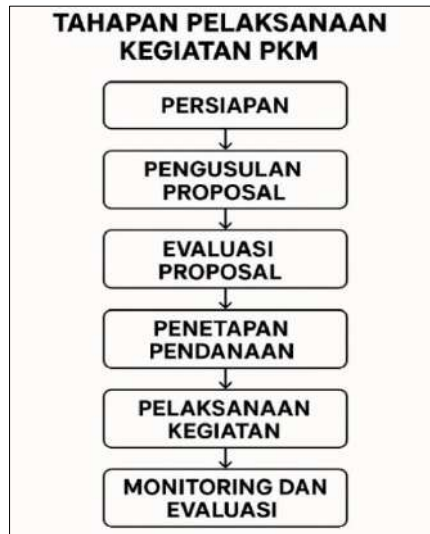 TAHAPAN PELAKSANAAN
KEGIATAN PKM
PERSIAPAN
PENGUSULAN
PROPOSAL
EVALUASI
PROPOSAL
PENETAPAN
PENDANAAN
PELAKSANAAN
KEGIATAN
MONITORING DAN
EVALUASI